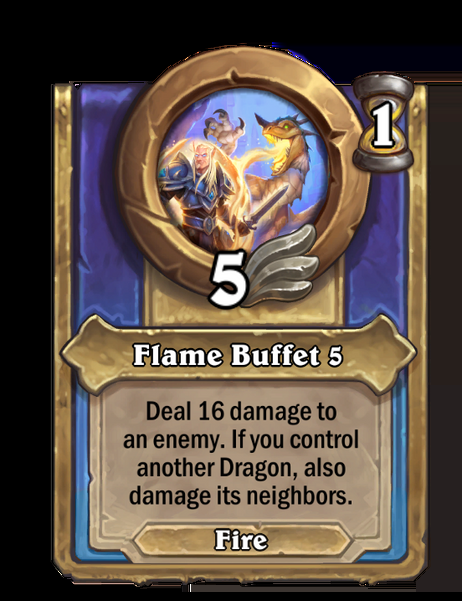 1
5
Flame Buffet 5
Deal 16 damage to
an enemy. If you control
another Dragon, also
damage its neighbors.
Fire